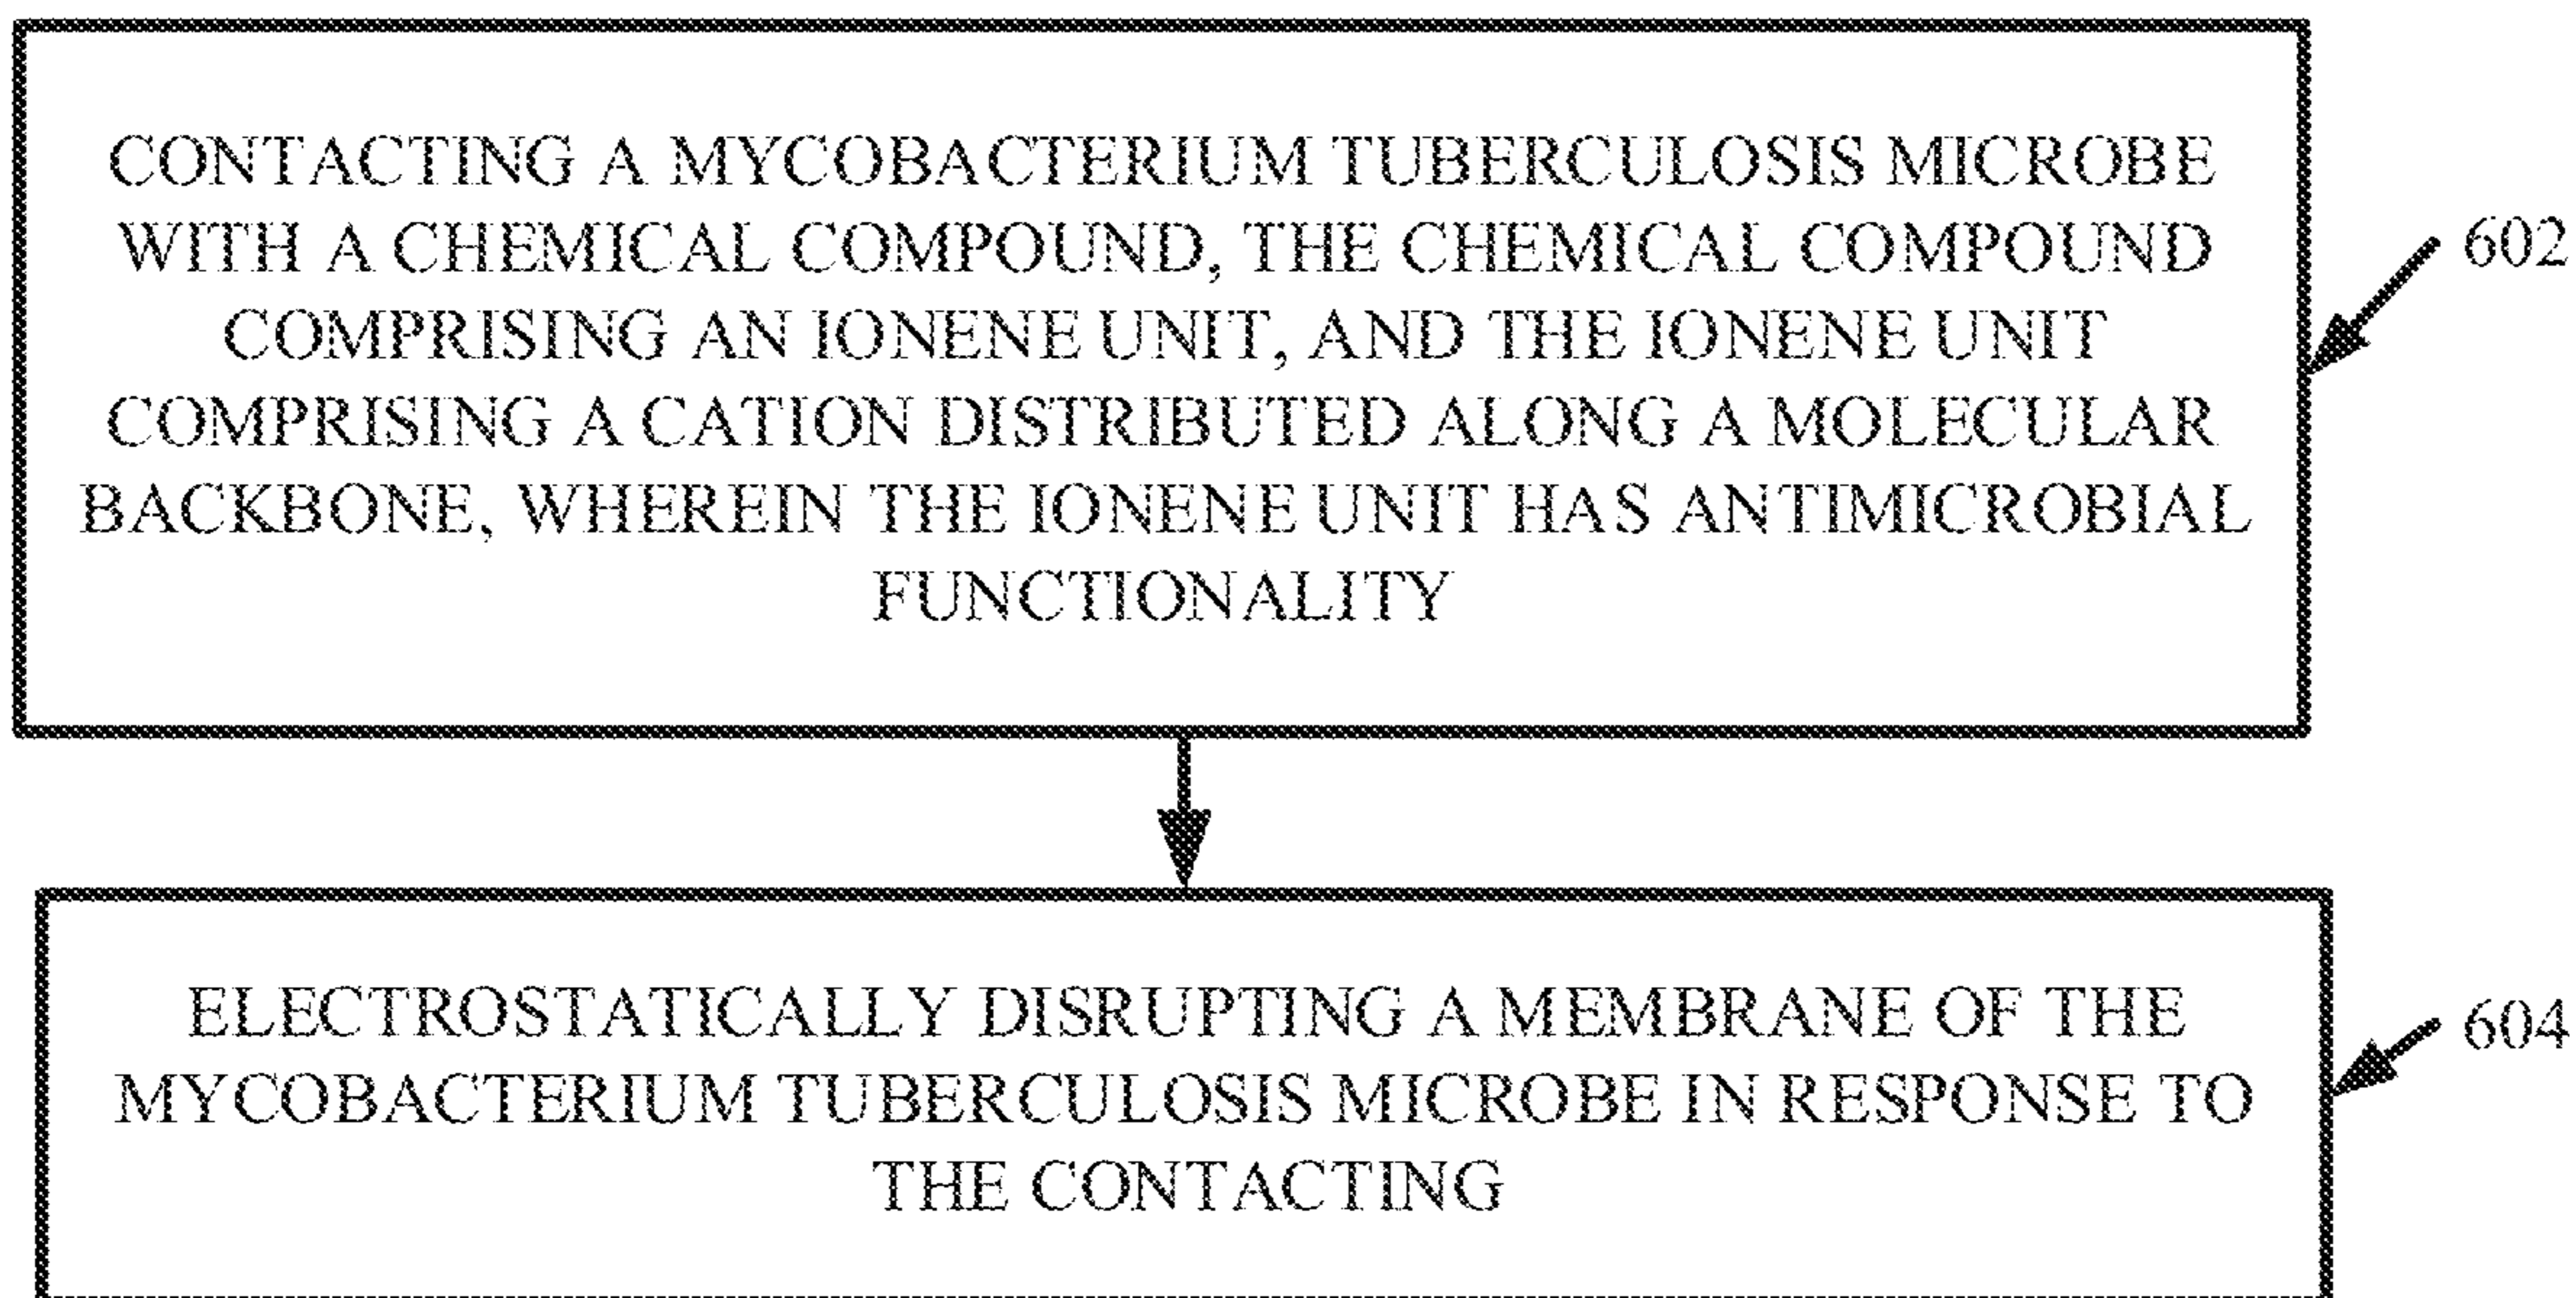 CONTACTING A MYCOBACTERIUM TUBERCULOSIS MICROBE
WITH A CHEMICAL COMPOUND, THE CHEMICAL COMPOUND
COMPRISING AN IONENE UNIT, AND THE IONENE UNIT
COMPRISING A CATION DISTRIBUTED ALONG A MOLECULAR
BACKBONE, WHEREIN THE IONENE UNIT HAS ANTIMICROBIAL
FUNCTIONALITY
602
ELECTROSTATICALLY DISRUPTING A MEMBRANE OF THE
MYCOBACTERIUM TUBERCULOSIS MICROBE IN RESPONSE TO
THE CONTACTING
604